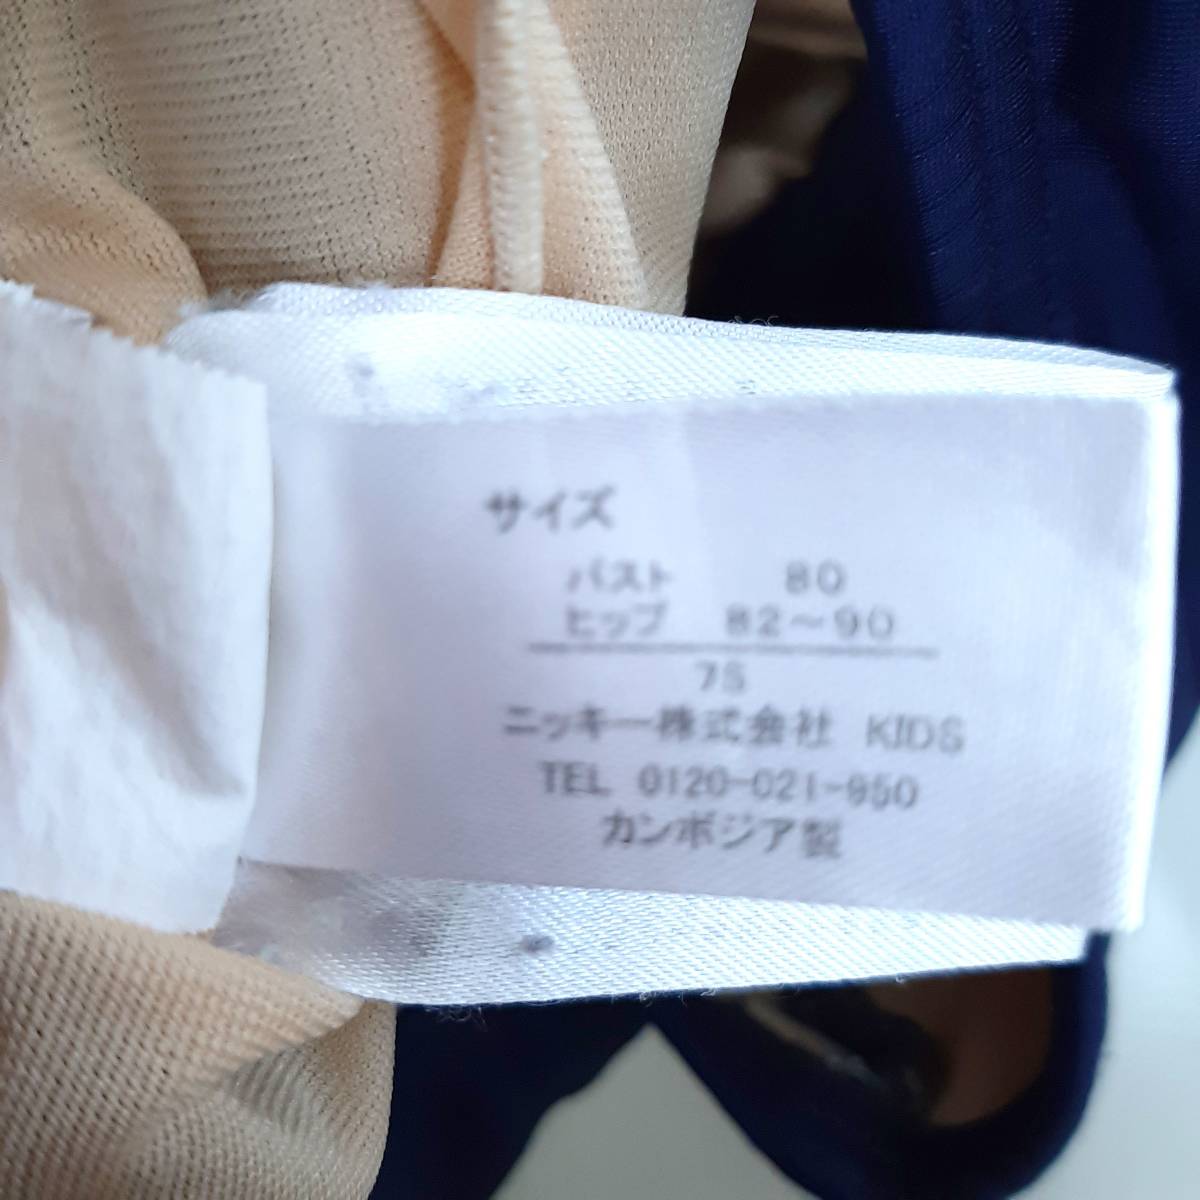 サイズ
バスト 80
ヒップ 82～90
7S
ニッキー株式会社 KIDS
TEL 0120-021-950
カンボジア製